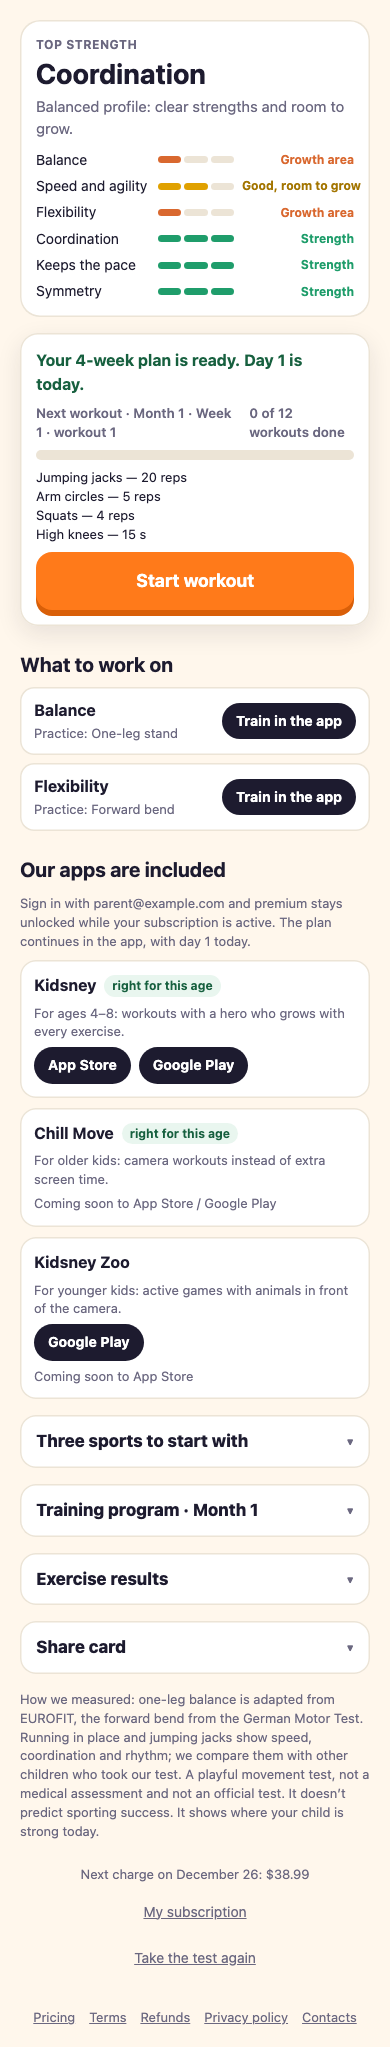 TOP STRENGTH
Coordination
Balanced profile: clear strengths and room to
grow.
Balance Growth area
Speed and agility Good, room to grow
Flexibility Growth area
Coordination Strength
Keeps the pace Strength
Symmetry Strength
Your 4-week plan is ready. Day 1 is
today.
Next workout · Month 1 · Week
1 · workout 1
0 of 12
workouts done
Jumping jacks — 20 reps
Arm circles — 5 reps
Squats — 4 reps
High knees — 15 s
Start workout
What to work on
Balance
Practice: One-leg stand
Train in the app
Flexibility
Practice: Forward bend
Train in the app
Our apps are included
Sign in with parent@example.com and premium stays
unlocked while your subscription is active. The plan
continues in the app, with day 1 today.
Kidsney right for this age
For ages 4–8: workouts with a hero who grows with
every exercise.
App Store Google Play
Chill Move right for this age
For older kids: camera workouts instead of extra
screen time.
Coming soon to App Store / Google Play
Kidsney Zoo
For younger kids: active games with animals in front
of the camera.
Google Play
Coming soon to App Store
Three sports to start with
Training program · Month 1
Exercise results
Share card
How we measured: one-leg balance is adapted from
EUROFIT, the forward bend from the German Motor Test.
Running in place and jumping jacks show speed,
coordination and rhythm; we compare them with other
children who took our test. A playful movement test, not a
medical assessment and not an official test. It doesn’t
predict sporting success. It shows where your child is
strong today.
Next charge on December 26: $38.99
My subscription
Take the test again
Pricing Terms Refunds Privacy policy Contacts